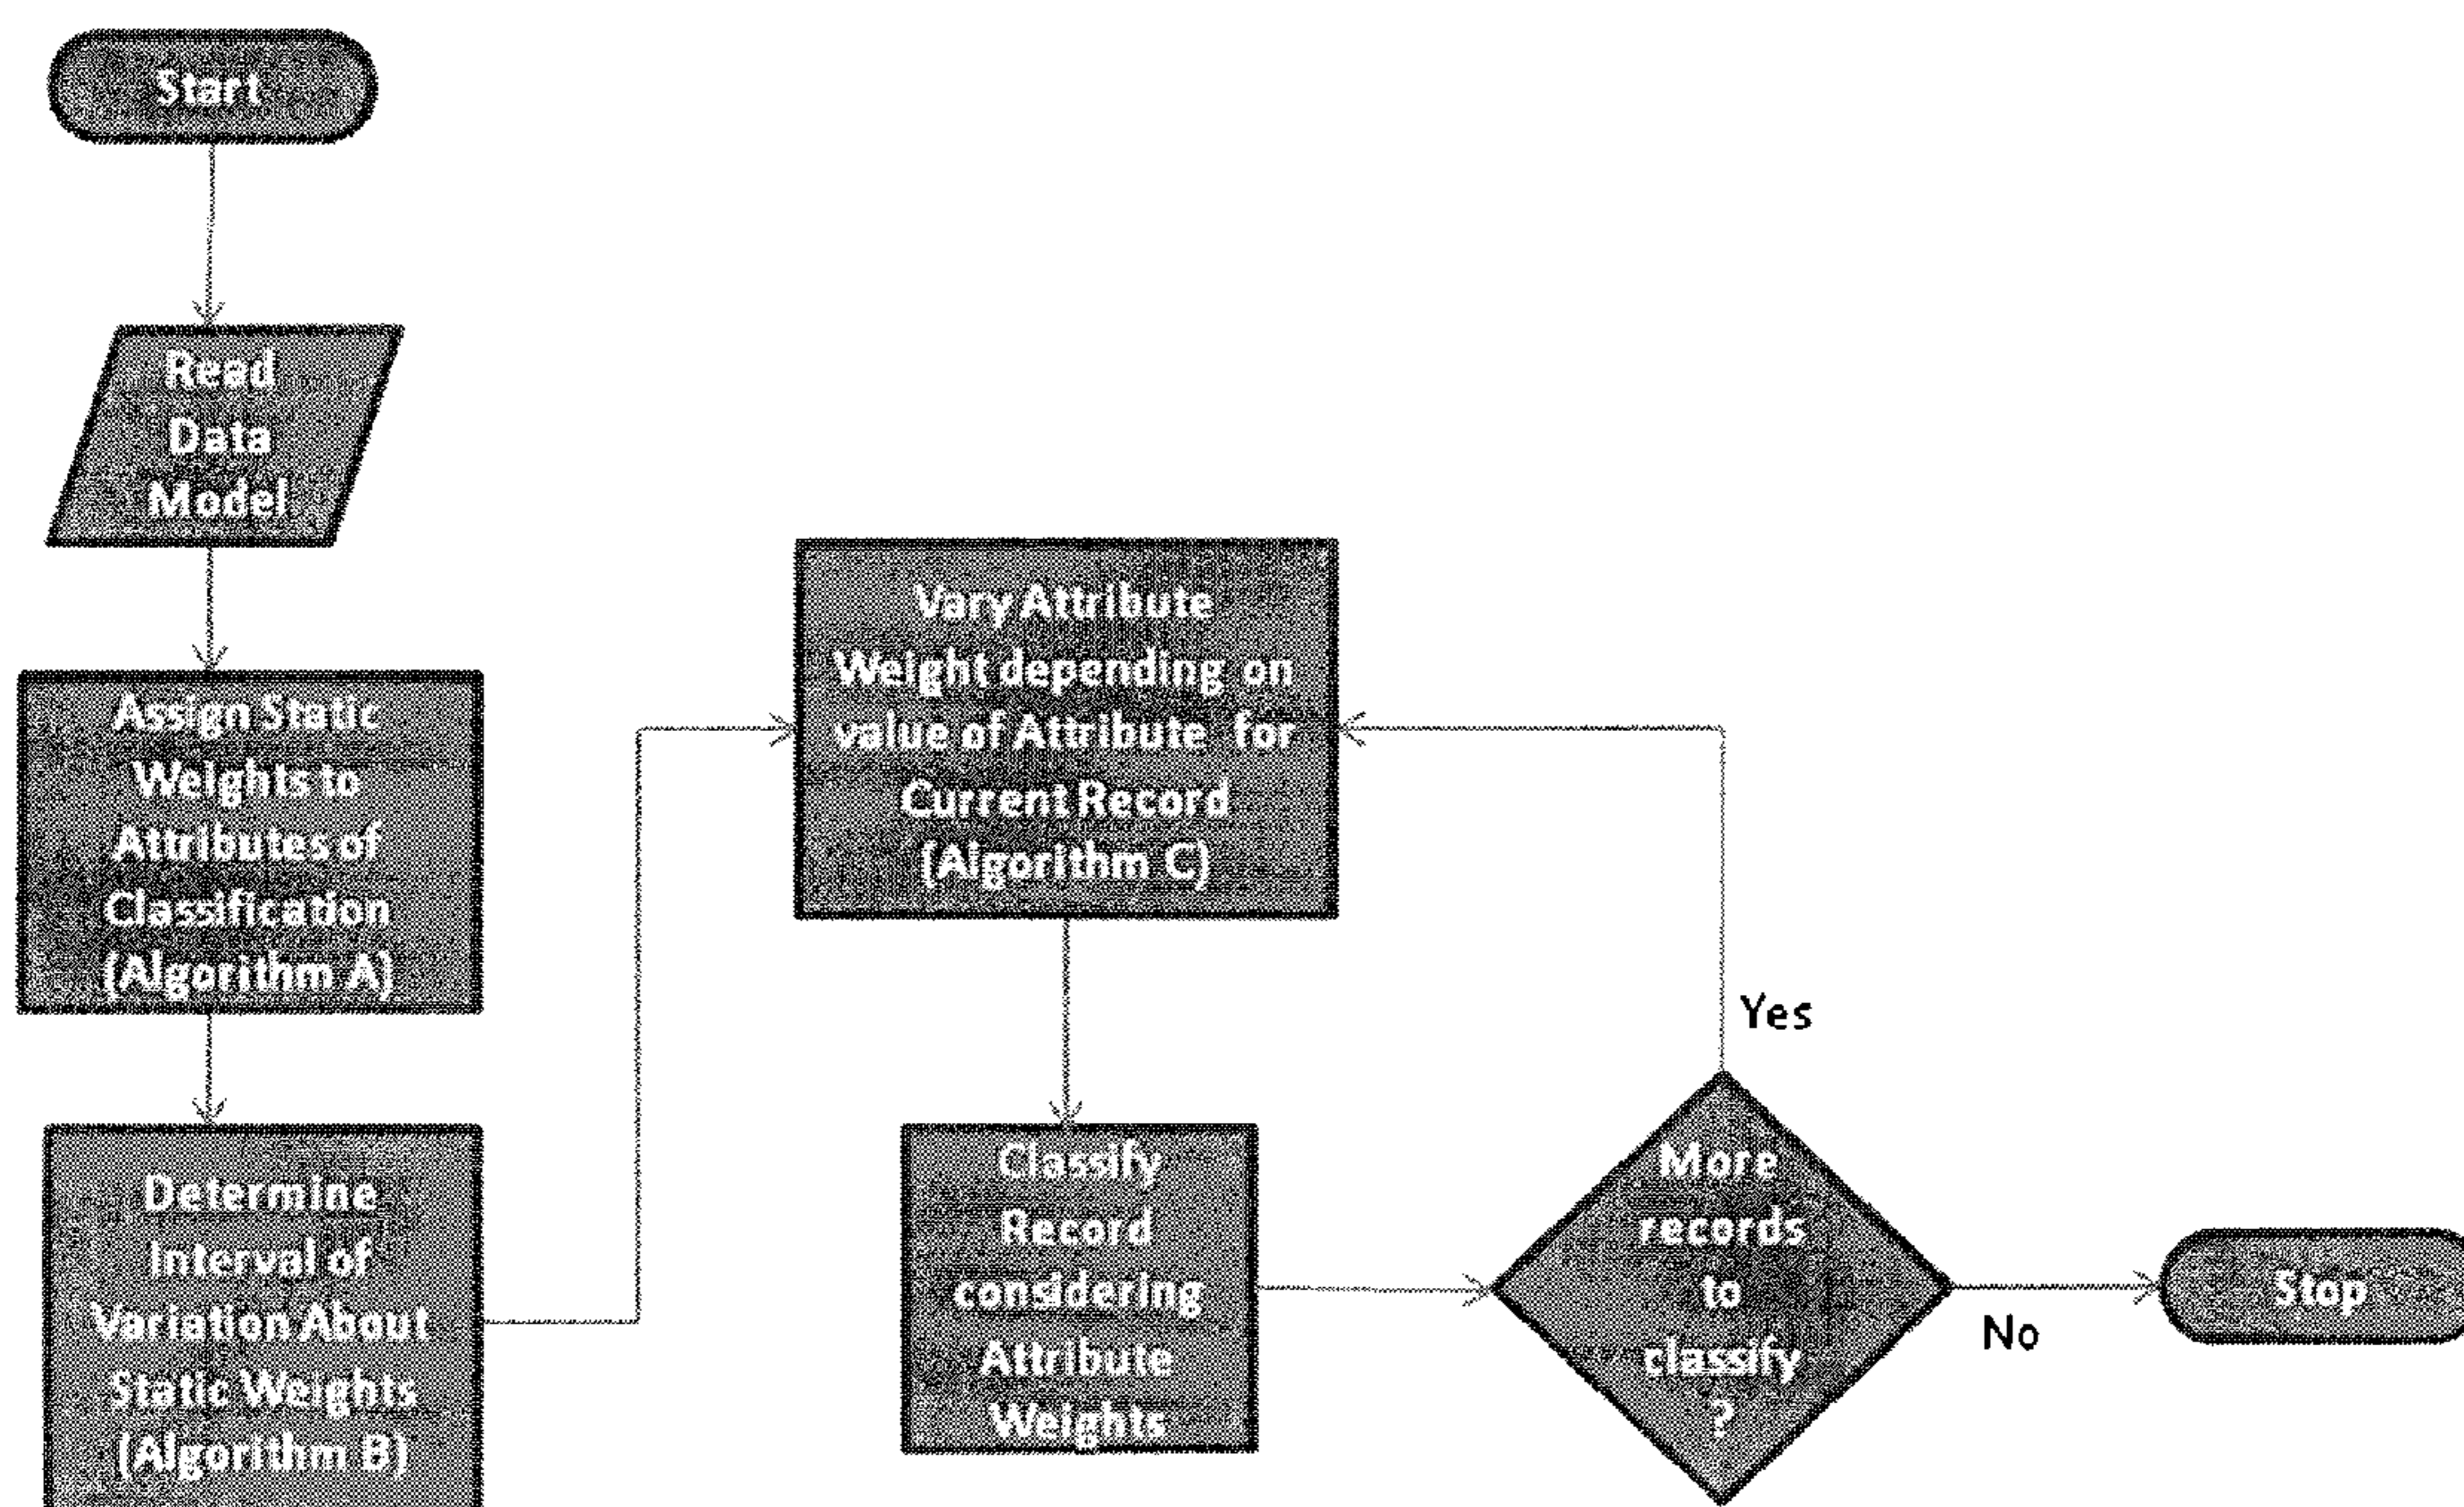 Start
Read
Data
Model
Assign Static
Weights to
Attributes of
Classification
(Algorithm A)
Determine
Interval of
Variation About
Static Weights
(Algorithm B)
Vary Attribute
Weight depending on
value of Attribute for
Current Record
(Algorithm C)
Classify
Record
considering
Attribute
Weights
More
records
to
classify
?
Yes
No
Stop